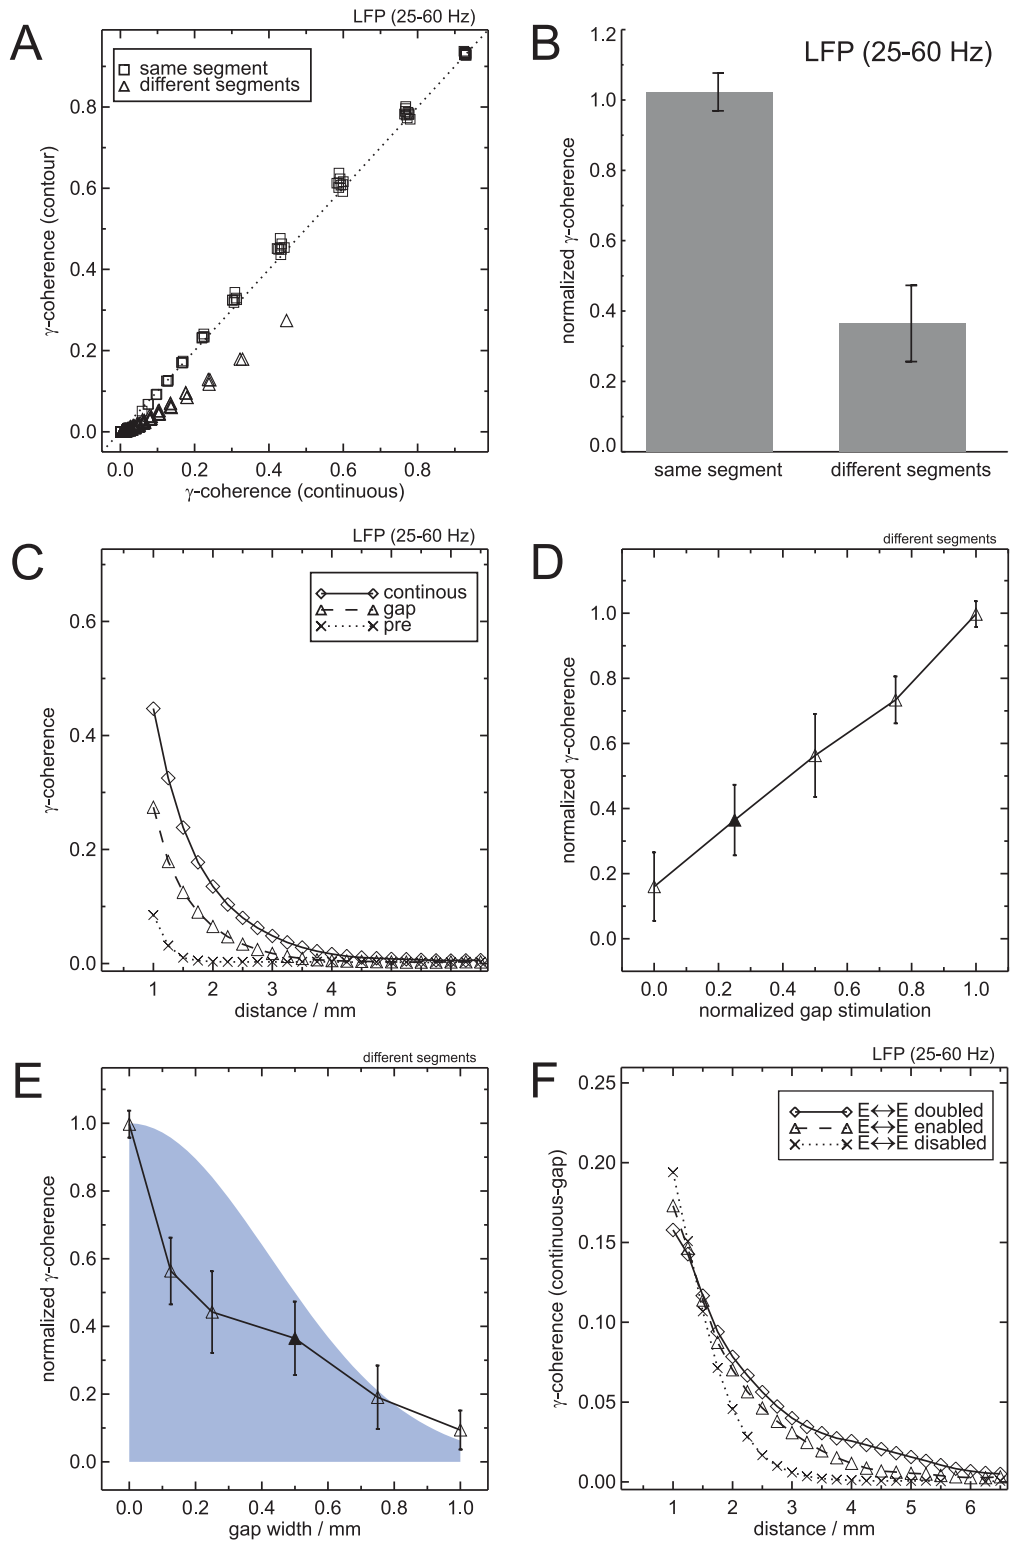 A
LFP (25-60 Hz)
same segment
different segments
γ-coherence (contour)
0.8
0.6
0.4
0.2
0.0
0.0 0.2 0.4 0.6 0.8
γ-coherence (continuous)
B
LFP (25-60 Hz)
normalized γ-coherence
1.2
1.0
0.8
0.6
0.4
0.2
0.0
same segment different segments
C
LFP (25-60 Hz)
continous
gap
pre
γ-coherence
0.6
0.4
0.2
0.0
1 2 3 4 5 6
distance / mm
D
different segments
normalized γ-coherence
1.0
0.8
0.6
0.4
0.2
0.0
0.0 0.2 0.4 0.6 0.8 1.0
normalized gap stimulation
E
different segments
normalized γ-coherence
1.0
0.8
0.6
0.4
0.2
0.0
0.0 0.2 0.4 0.6 0.8 1.0
gap width / mm
F
LFP (25-60 Hz)
E↔E doubled
E↔E enabled
E↔E disabled
γ-coherence (continuous-gap)
0.25
0.20
0.15
0.10
0.05
0.00
1 2 3 4 5 6
distance / mm